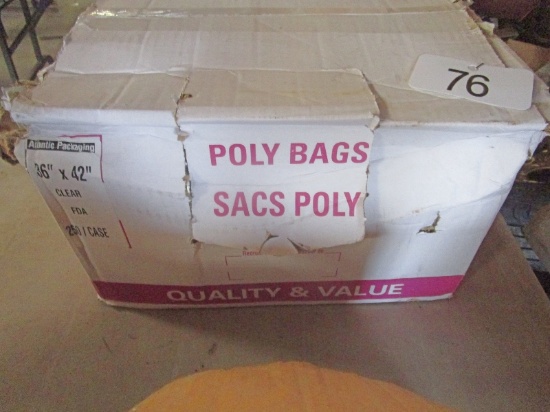 76
Atlantic Packaging
36" x 42"
CLEAR
FDA
250 / CASE
POLY BAGS
SACS POLY
QUALITY & VALUE